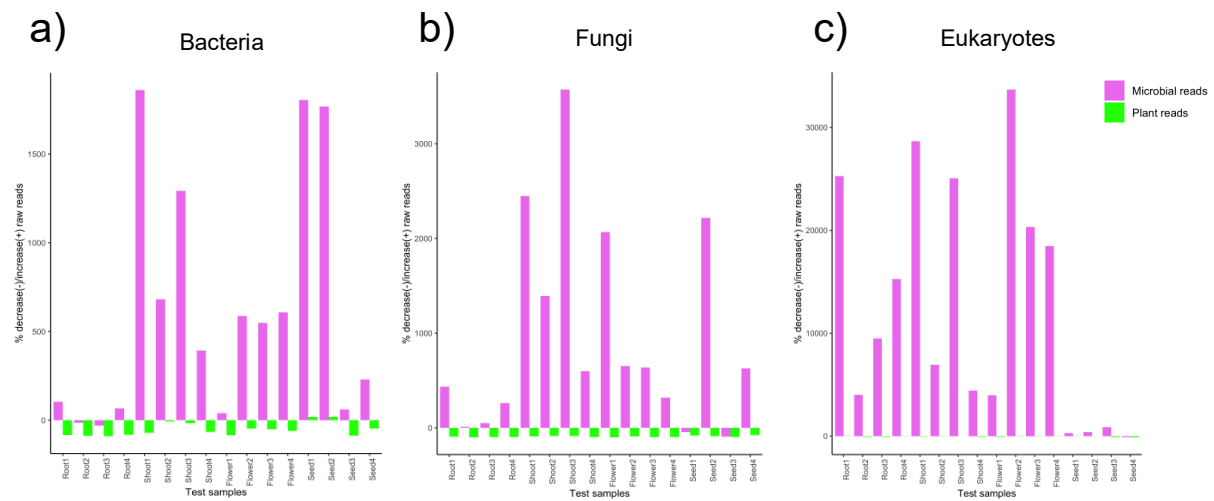 a)
Bacteria
% decrease(-)/increase(+) raw reads
1500
1000
500
0
Root1
Root2
Root3
Root4
Shoot1
Shoot2
Shoot3
Shoot4
Flower1
Flower2
Flower3
Flower4
Seed1
Seed2
Seed3
Seed4
Test samples
b)
Fungi
% decrease(-)/increase(+) raw reads
3000
2000
1000
0
Root1
Root2
Root3
Root4
Shoot1
Shoot2
Shoot3
Shoot4
Flower1
Flower2
Flower3
Flower4
Seed1
Seed2
Seed3
Seed4
Test samples
c)
Eukaryotes
% decrease(-)/increase(+) raw reads
30000
20000
10000
0
Root1
Root2
Root3
Root4
Shoot1
Shoot2
Shoot3
Shoot4
Flower1
Flower2
Flower3
Flower4
Seed1
Seed2
Seed3
Seed4
Test samples
Microbial reads
Plant reads